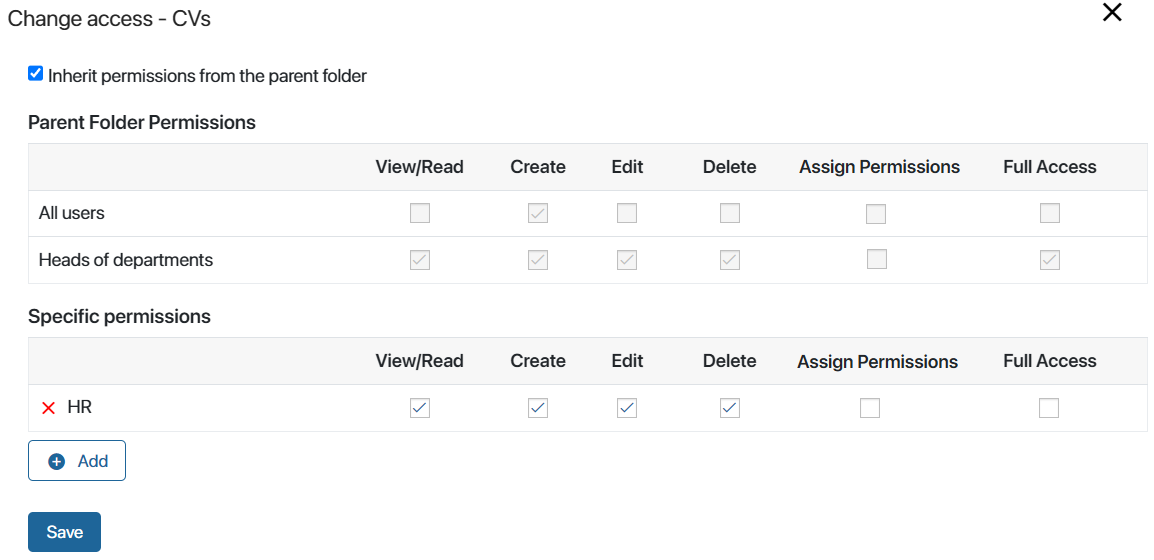 Change access - CVs
Inherit permissions from the parent folder
Parent Folder Permissions
View/Read Create Edit Delete Assign Permissions Full Access
All users
Heads of departments
Specific permissions
View/Read Create Edit Delete Assign Permissions Full Access
HR
Add
Save